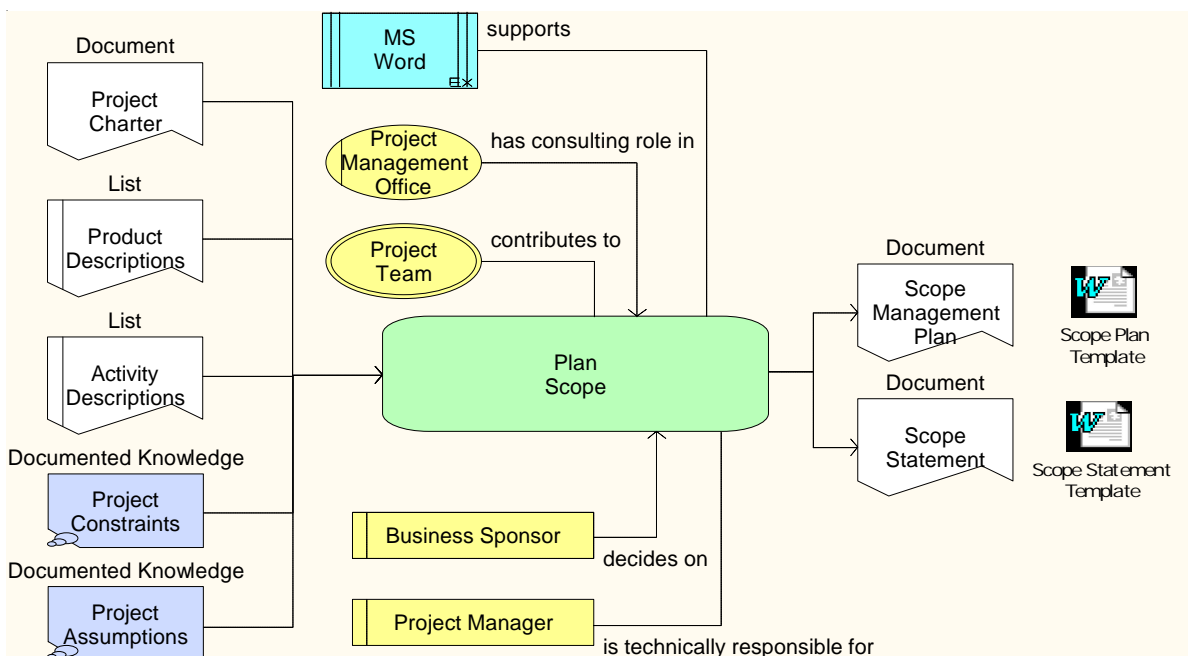 Document
Project
Charter
List
Product
Descriptions
List
Activity
Descriptions
Documented Knowledge
Project
Constraints
Documented Knowledge
Project
Assumptions
MS
Word
EX
supports
Project
Management
Office
has consulting role in
Project
Team
contributes to
Plan
Scope
Business Sponsor
decides on
Project Manager
is technically responsible for
Document
Scope
Management
Plan
W
Scope Plan
Template
Document
Scope
Statement
W
Scope Statement
Template